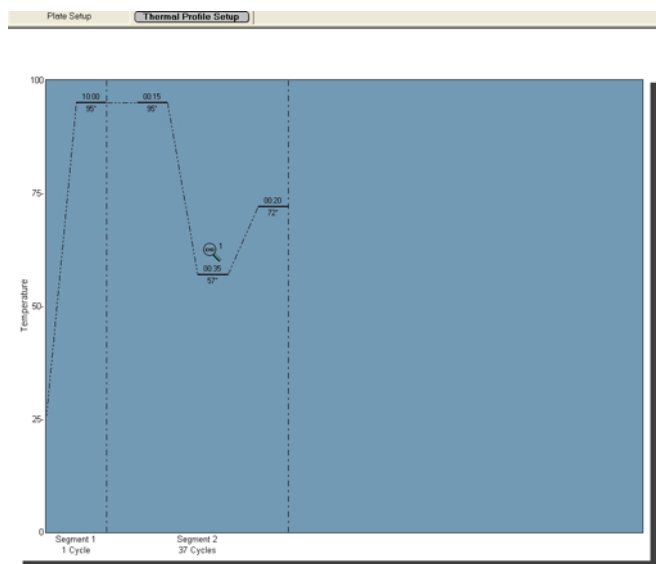 Plate Setup
Thermal Profile Setup
100
10:00
95°
00:15
95°
75
00:20
72°
1
00:35
57°
50
Temperature
25
0
Segment 1
1 Cycle
Segment 2
37 Cycles